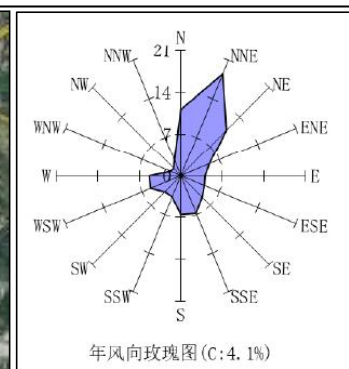 21
N
NNW
NNE
NW
14
NE
WNW
7
ENE
W
0
E
WSW
ESE
SW
SE
SSW
SSE
S
年风向玫瑰图(C:4.1%)